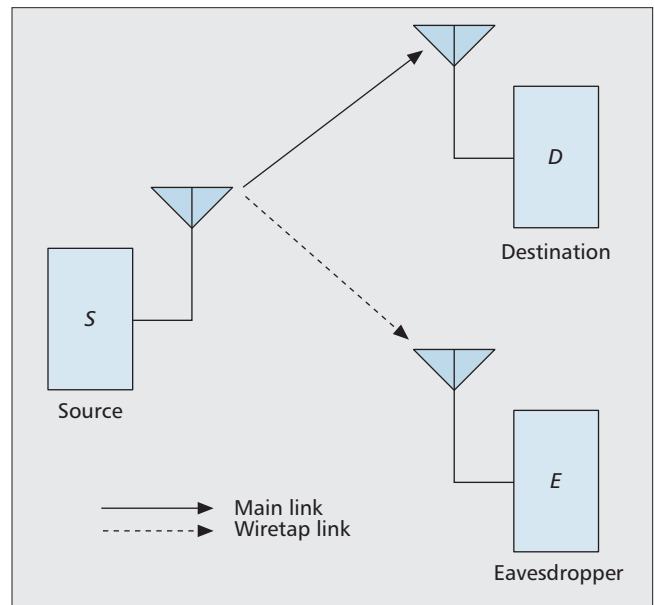 D
Destination
S
Source
E
Eavesdropper
Main link
Wiretap link